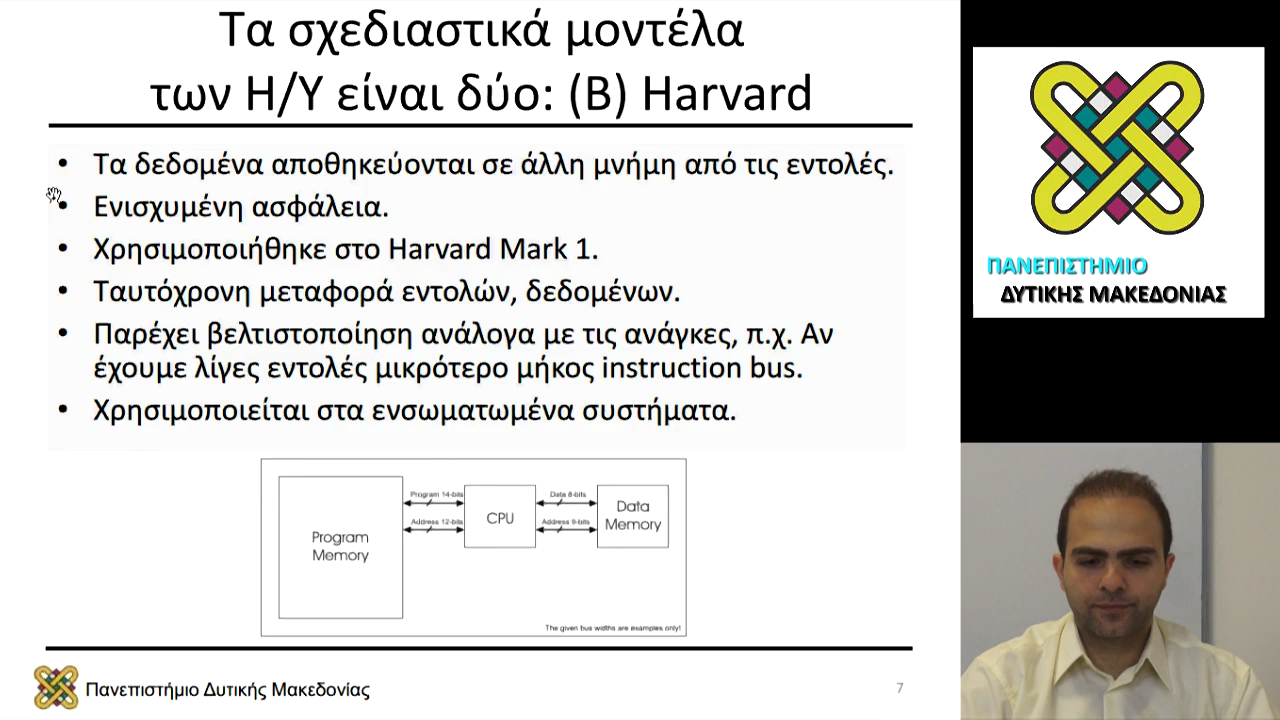 Τα σχεδιαστικά μοντέλα
των Η/Υ είναι δύο: (Β) Harvard
• Τα δεδομένα αποθηκεύονται σε άλλη μνήμη από τις εντολές.
• Ενισχυμένη ασφάλεια.
• Χρησιμοποιήθηκε στο Harvard Mark 1.
• Ταυτόχρονη μεταφορά εντολών, δεδομένων.
• Παρέχει βελτιστοποίηση ανάλογα με τις ανάγκες, π.χ. Αν
έχουμε λίγες εντολές μικρότερο μήκος instruction bus.
• Χρησιμοποιείται στα ενσωματωμένα συστήματα.
Program
Memory
Program 14-bits
Address 12-bits
CPU
Data 8-bits
Address 9-bits
Data
Memory
The given bus widths are examples only!
Πανεπιστήμιο Δυτικής Μακεδονίας
7
ΠΑΝΕΠΙΣΤΗΜΙΟ
ΔΥΤΙΚΗΣ ΜΑΚΕΔΟΝΙΑΣ